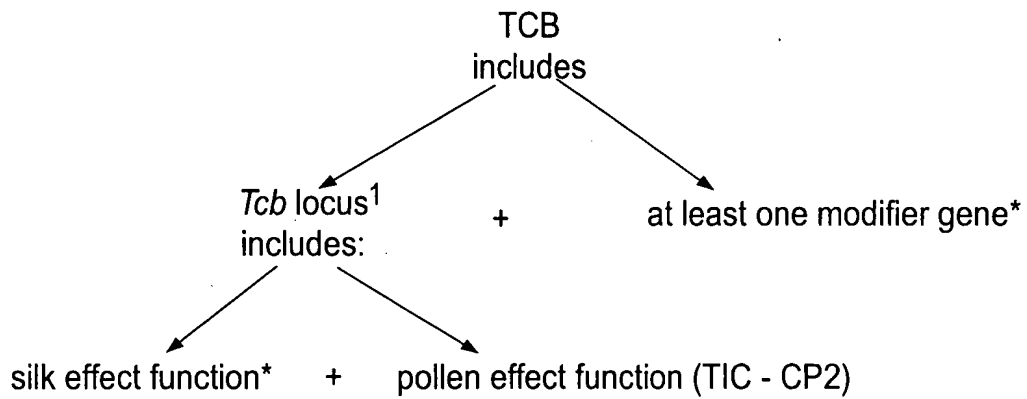 TCB
includes
Tcb locus¹ + at least one modifier gene*
includes:
silk effect function* + pollen effect function (TIC - CP2)